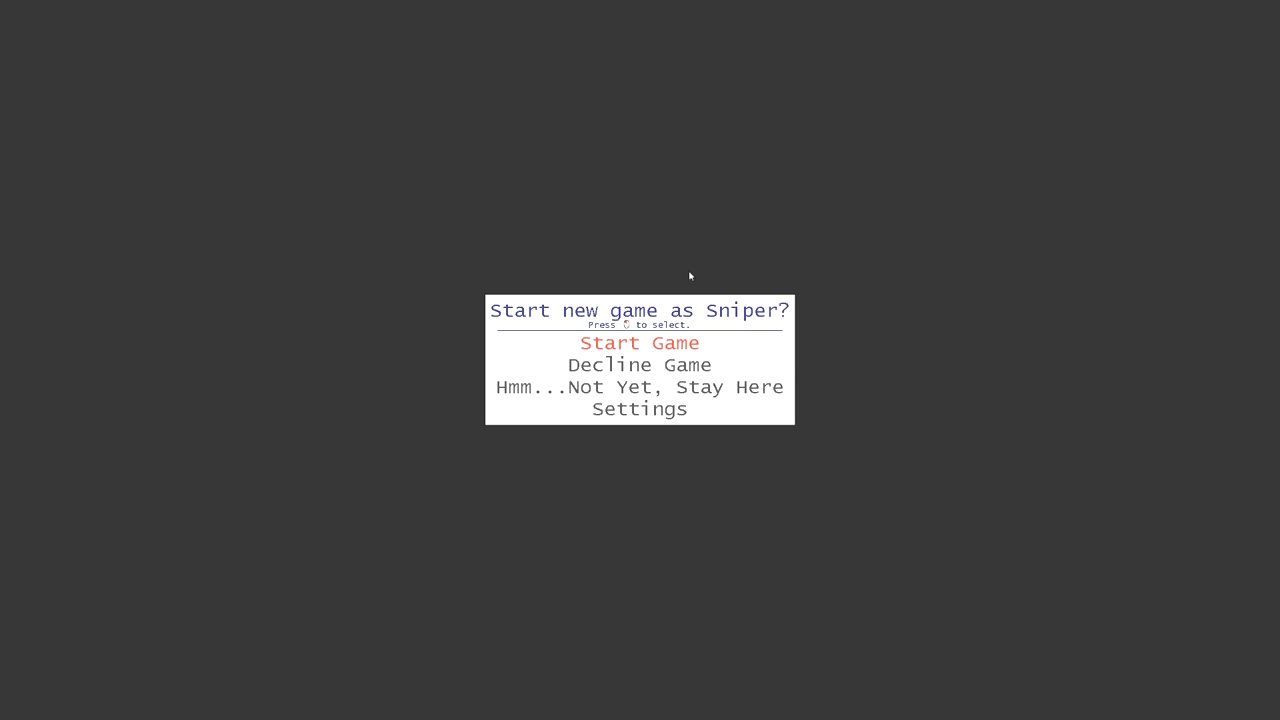 Start new game as Sniper?
Press to select.
Start Game
Decline Game
Hmm...Not Yet, Stay Here
Settings